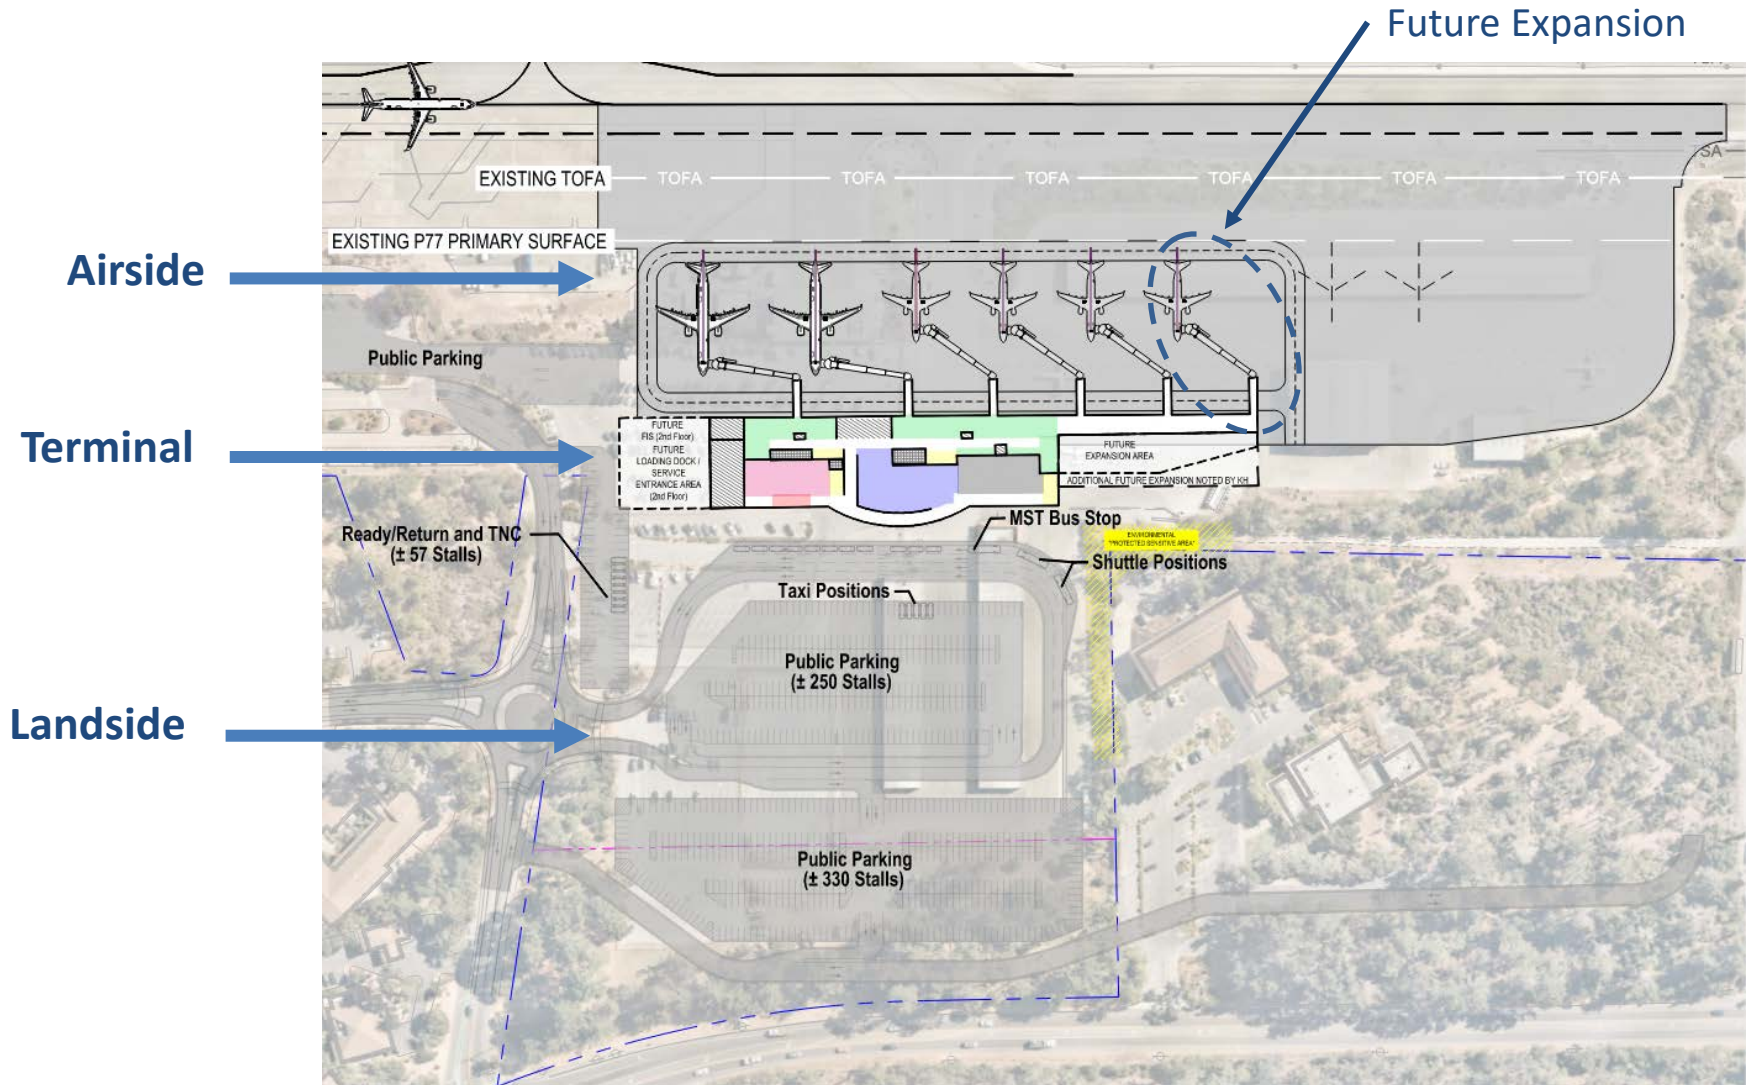 Future Expansion
EXISTING TOFA
TOFA
TOFA
TOFA
TOFA
TOFA
TOFA
EXISTING P77 PRIMARY SURFACE
Airside
Public Parking
Terminal
FUTURE
FIS (2nd Floor)
FUTURE
LOADING DOCK /
SERVICE
ENTRANCE AREA
(2nd Floor)
FUTURE
EXPANSION AREA
ADDITIONAL FUTURE EXPANSION NOTED BY KH
MST Bus Stop
Ready/Return and TNC
(± 57 Stalls)
ENVIRONMENTAL
"PROTECTED SENSITIVE AREA"
Shuttle Positions
Taxi Positions
Public Parking
(± 250 Stalls)
Landside
Public Parking
(± 330 Stalls)